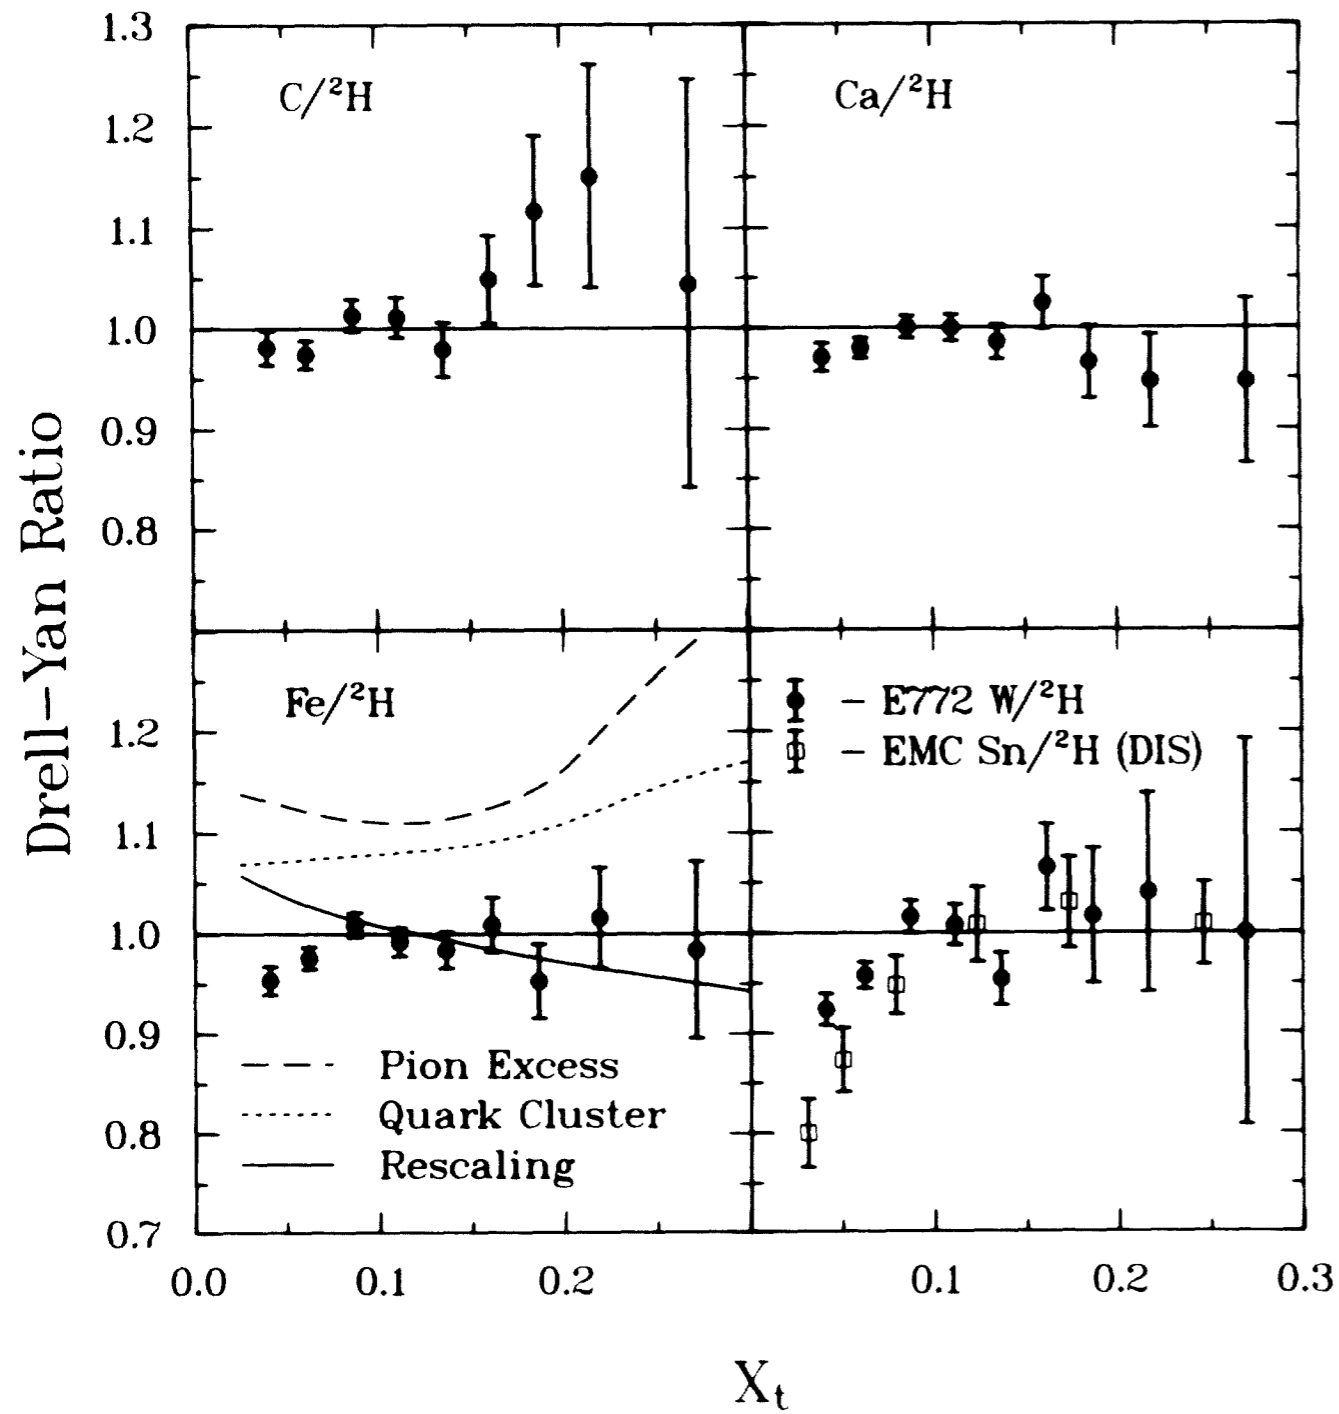 Drell–Yan Ratio
1.3
1.2
1.1
1.0
0.9
0.8
C/²H
Ca/²H
1.2
1.1
1.0
0.9
0.8
0.7
Fe/²H
– – – Pion Excess
········ Quark Cluster
—— Rescaling
– E772 W/²H
– EMC Sn/²H (DIS)
0.0 0.1 0.2 0.1 0.2 0.3
Xₜ